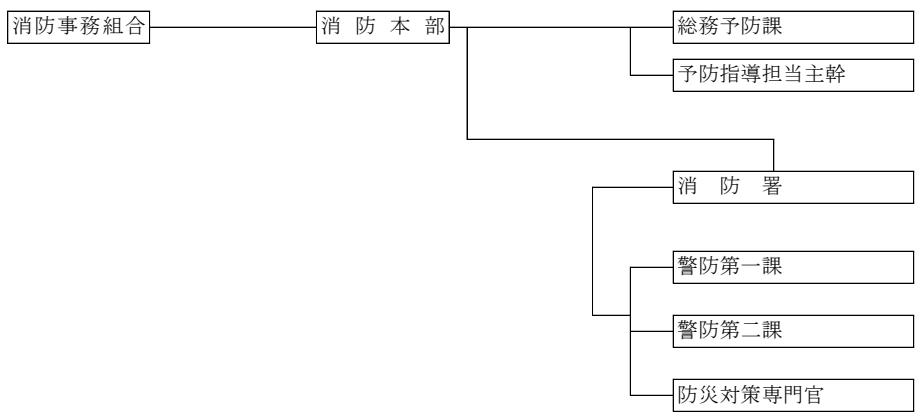 消防事務組合
消防本部
総務予防課
予防指導担当主幹
消防署
警防第一課
警防第二課
防災対策専門官